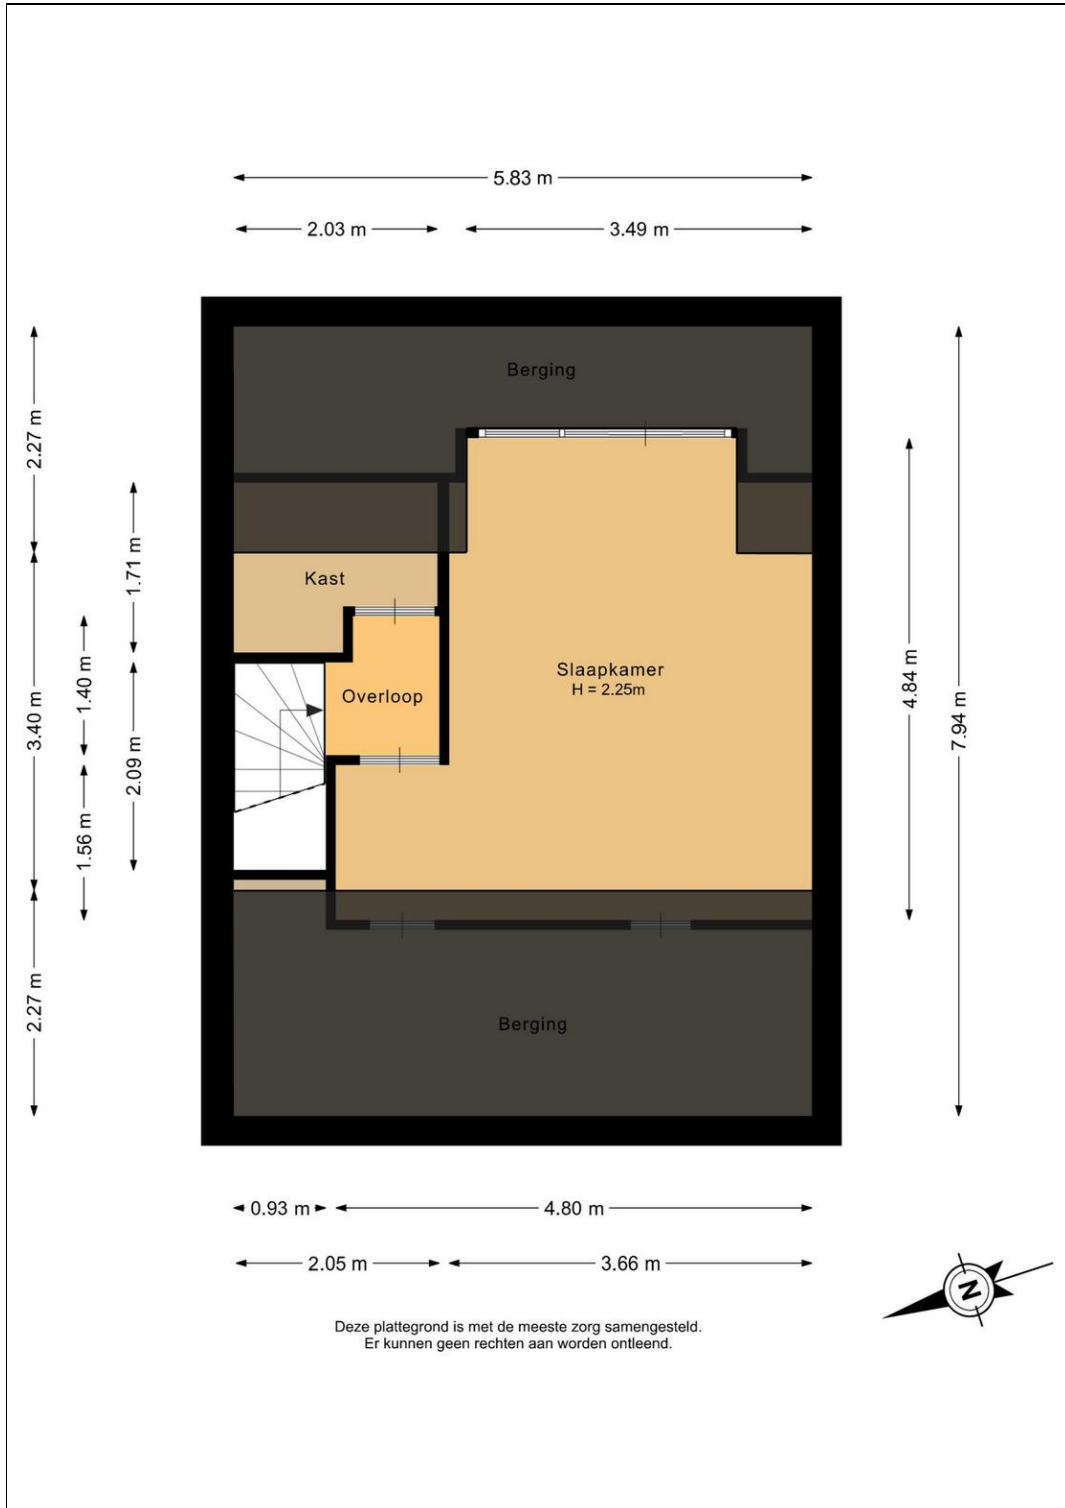 5.83 m
2.03 m
3.49 m
Berging
2.27 m
1.71 m
Kast
3.40 m
1.40 m
Overloop
Slaapkamer
H = 2.25m
4.84 m
7.94 m
2.09 m
1.56 m
2.27 m
Berging
0.93 m
4.80 m
2.05 m
3.66 m
N
Deze plattegrond is met de meeste zorg samengesteld.
Er kunnen geen rechten aan worden ontleend.